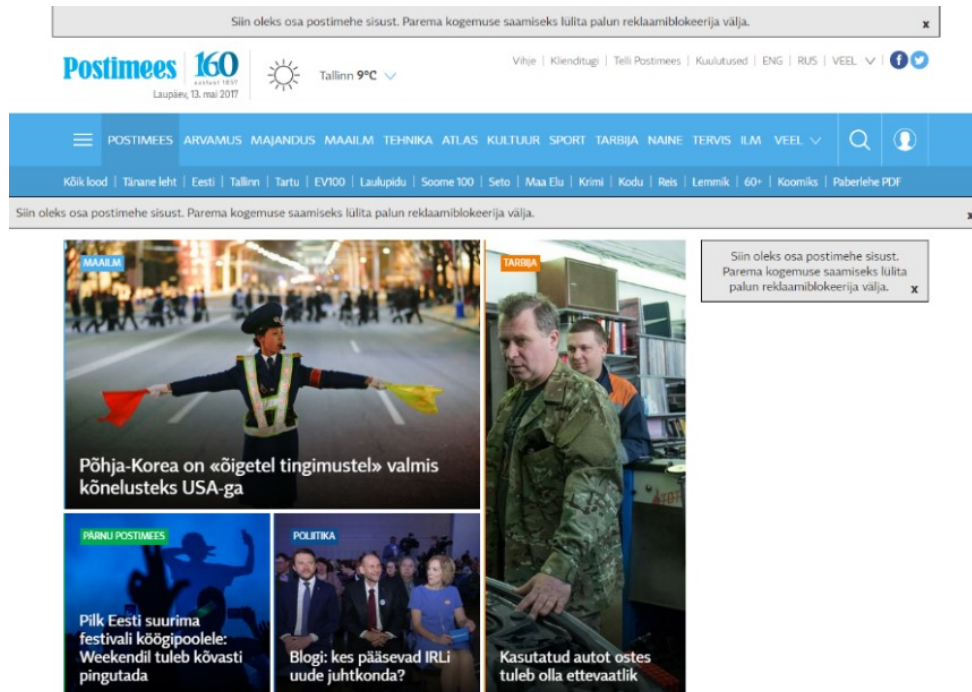 Siin oleks osa postimehe sisust. Parema kogemuse saamiseks lülita palun reklaamiblokeerija välja. x
Postimees 160
aastast 1857
Laupäev, 13. mai 2017
Tallinn 9°C
Vihje | Klienditugi | Telli Postimees | Kuulutused | ENG | RUS | VEEL
POSTIMEES ARVAMUS MAJANDUS MAAILM TEHNIKA ATLAS KULTUUR SPORT TARBIJA NAINE TERVIS ILM VEEL
Kõik lood | Tänane leht | Eesti | Tallinn | Tartu | EV100 | Laulupidu | Soome 100 | Seto | Maa Elu | Krimi | Kodu | Reis | Lemmik | 60+ | Koomiks | Paberlehe PDF
Siin oleks osa postimehe sisust. Parema kogemuse saamiseks lülita palun reklaamiblokeerija välja. x
MAAILM
Põhja-Korea on «õigetel tingimustel» valmis
kõnelusteks USA-ga
PÄRNU POSTIMEES
Pilk Eesti suurima
festivali köögipoolele:
Weekendil tuleb kõvasti
pingutada
POLIITIKA
Blogi: kes pääsevad IRLi
uude juhtkonda?
TARBIJA
Kasutatud autot ostes
tuleb olla ettevaatlik
Siin oleks osa postimehe sisust.
Parema kogemuse saamiseks lülita
palun reklaamiblokeerija välja. x